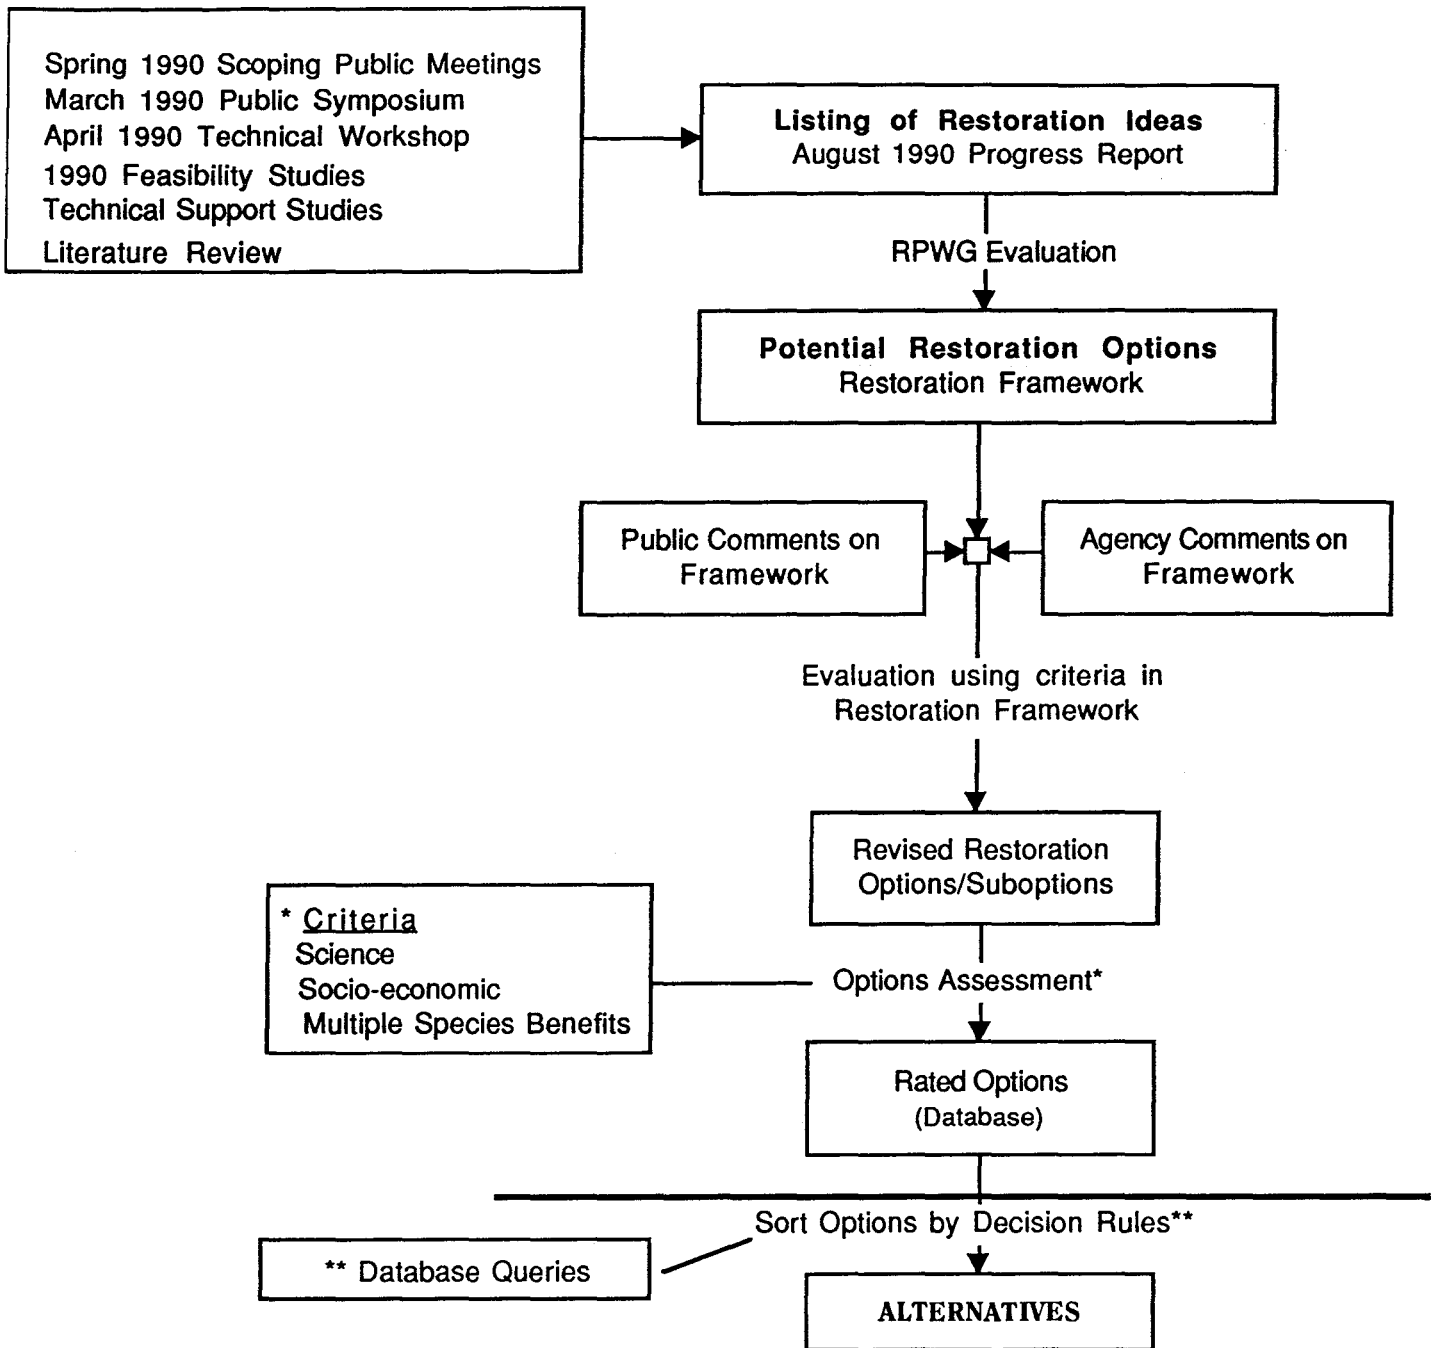 Spring 1990 Scoping Public Meetings
March 1990 Public Symposium
April 1990 Technical Workshop
1990 Feasibility Studies
Technical Support Studies
Literature Review
Listing of Restoration Ideas
August 1990 Progress Report
RPWG Evaluation
Potential Restoration Options
Restoration Framework
Public Comments on
Framework
Agency Comments on
Framework
Evaluation using criteria in
Restoration Framework
Revised Restoration
Options/Suboptions
* Criteria
Science
Socio-economic
Multiple Species Benefits
Options Assessment*
Rated Options
(Database)
Sort Options by Decision Rules**
** Database Queries
ALTERNATIVES